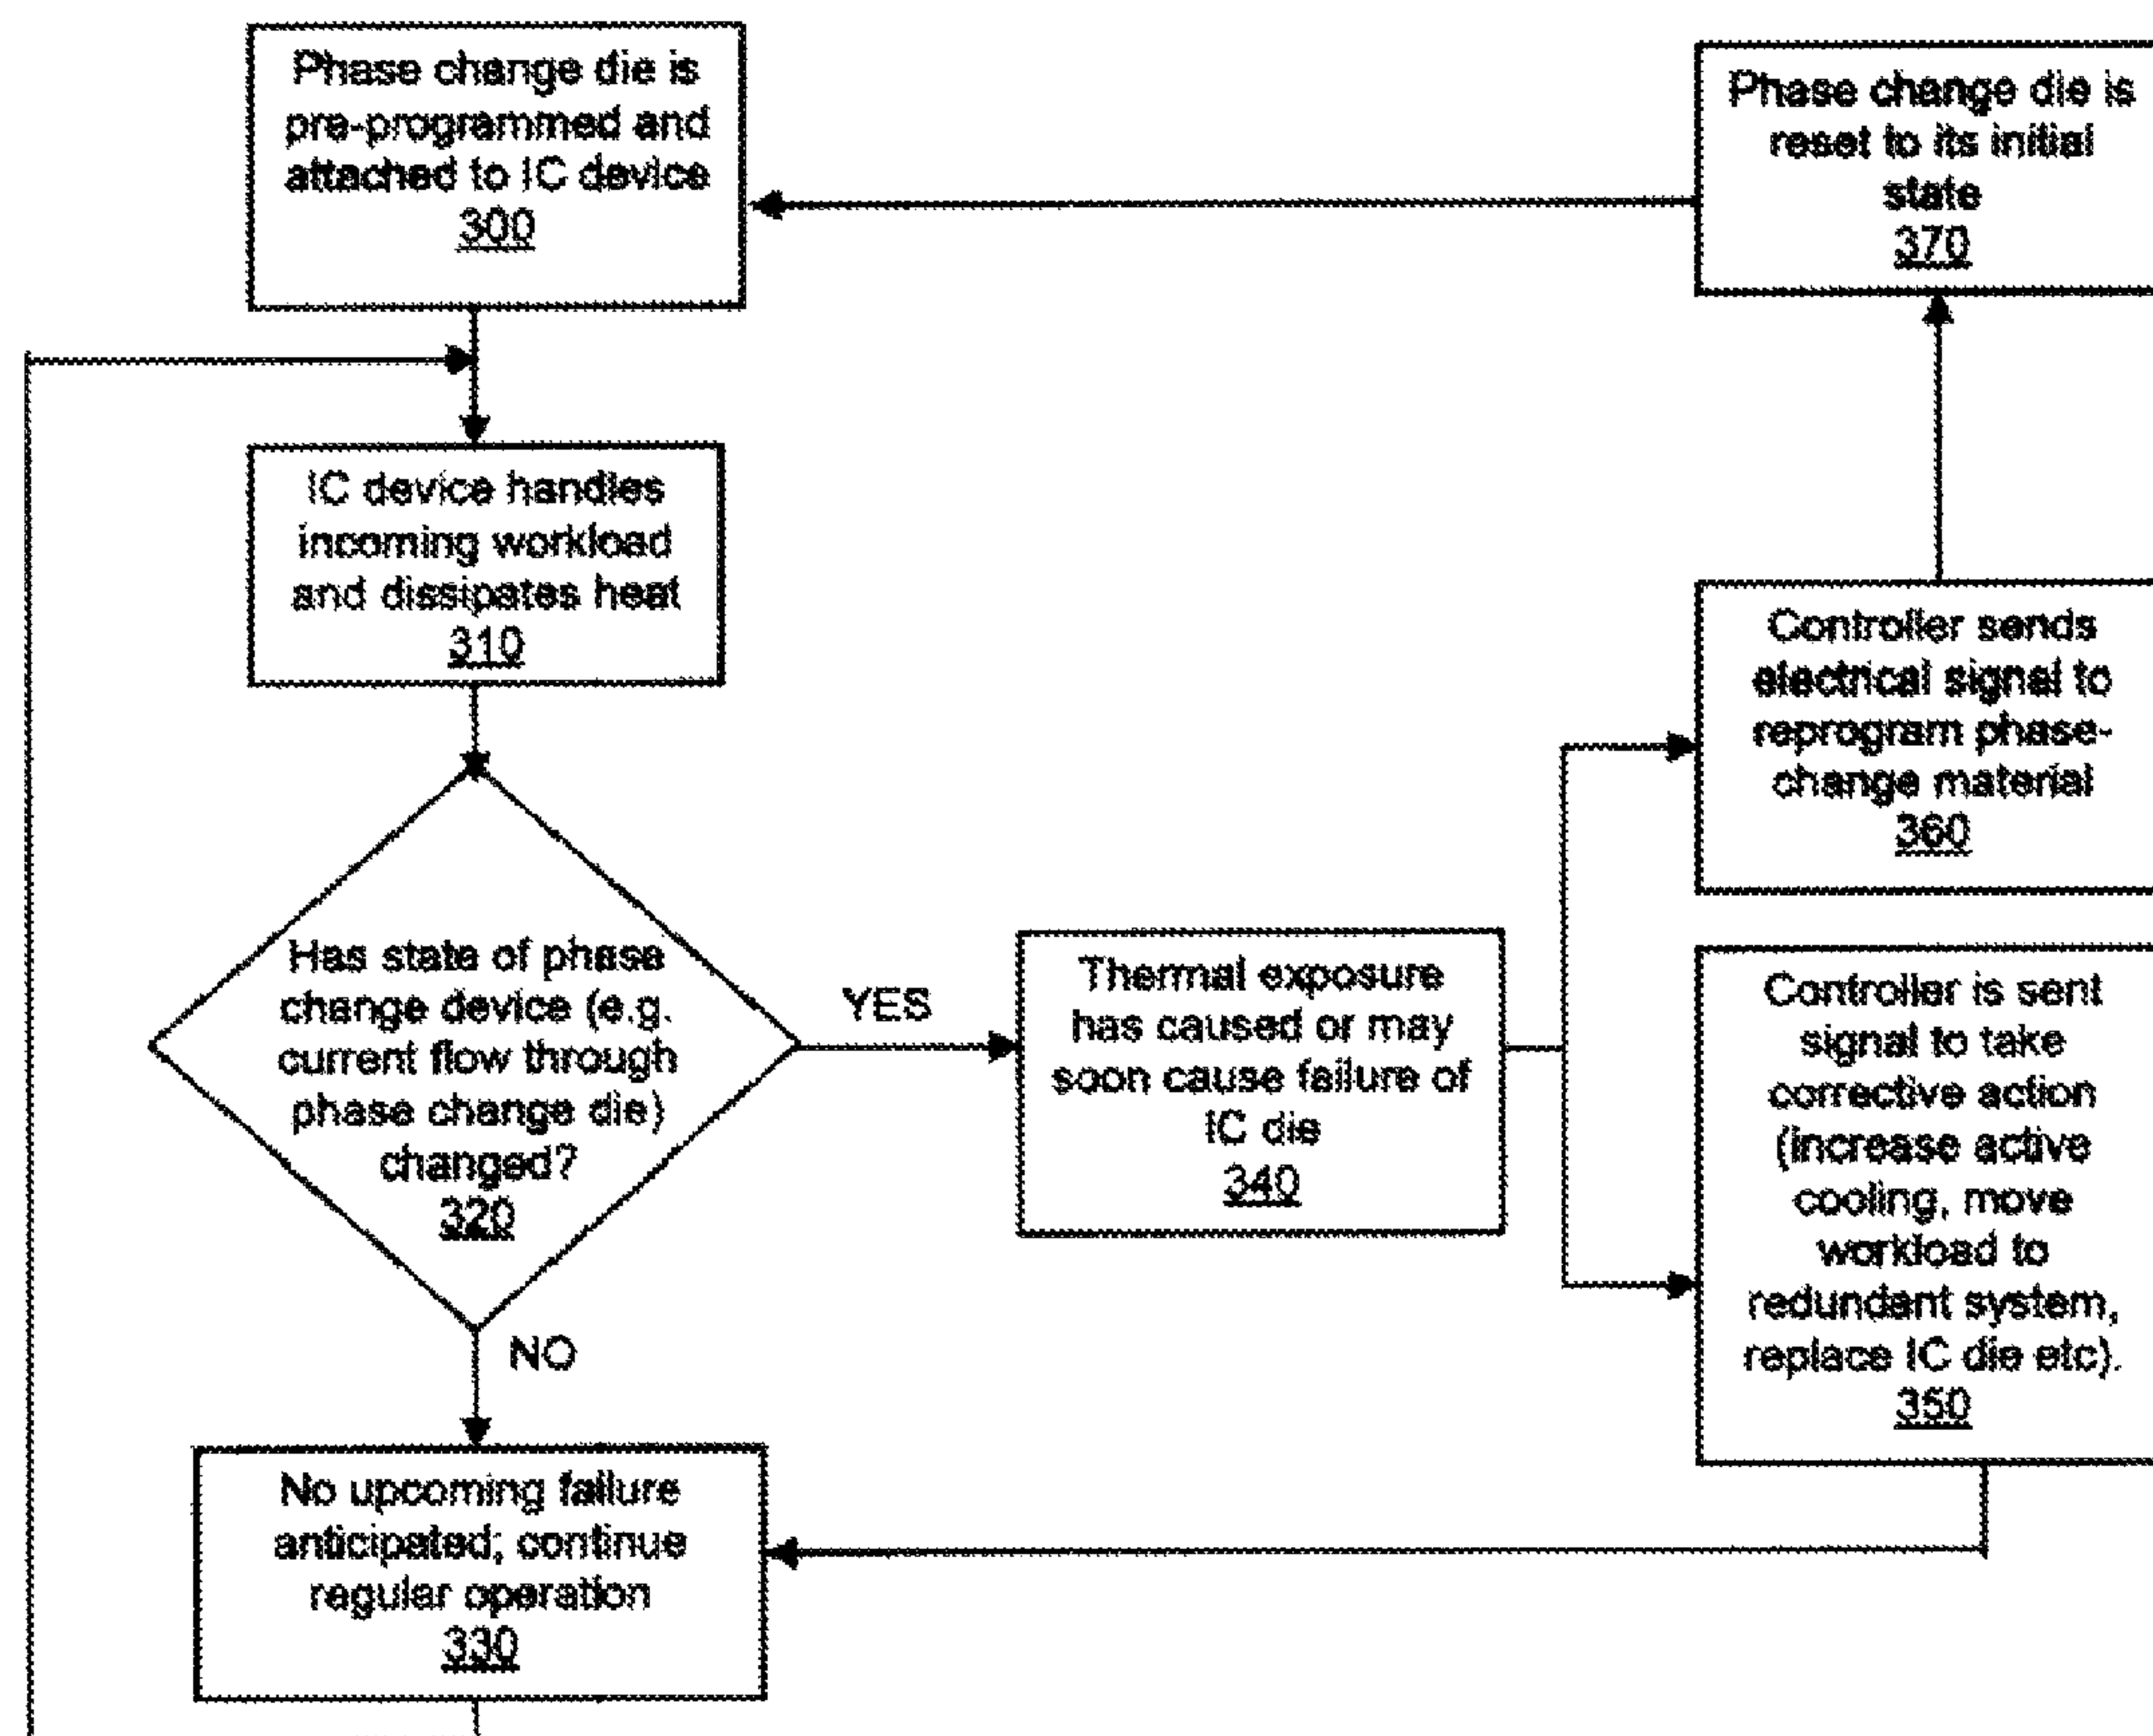 Phase change die is
pre-programmed and
attached to IC device
300
IC device handles
incoming workload
and dissipates heat
310
Has state of phase
change device (e.g.
current flow through
phase change die)
changed?
320
YES
NO
No upcoming failure
anticipated; continue
regular operation
330
Thermal exposure
has caused or may
soon cause failure of
IC die
340
Phase change die is
reset to its initial
state
370
Controller sends
electrical signal to
reprogram phase-
change material
360
Controller is sent
signal to take
corrective action
(increase active
cooling, move
workload to
redundant system,
replace IC die etc).
350